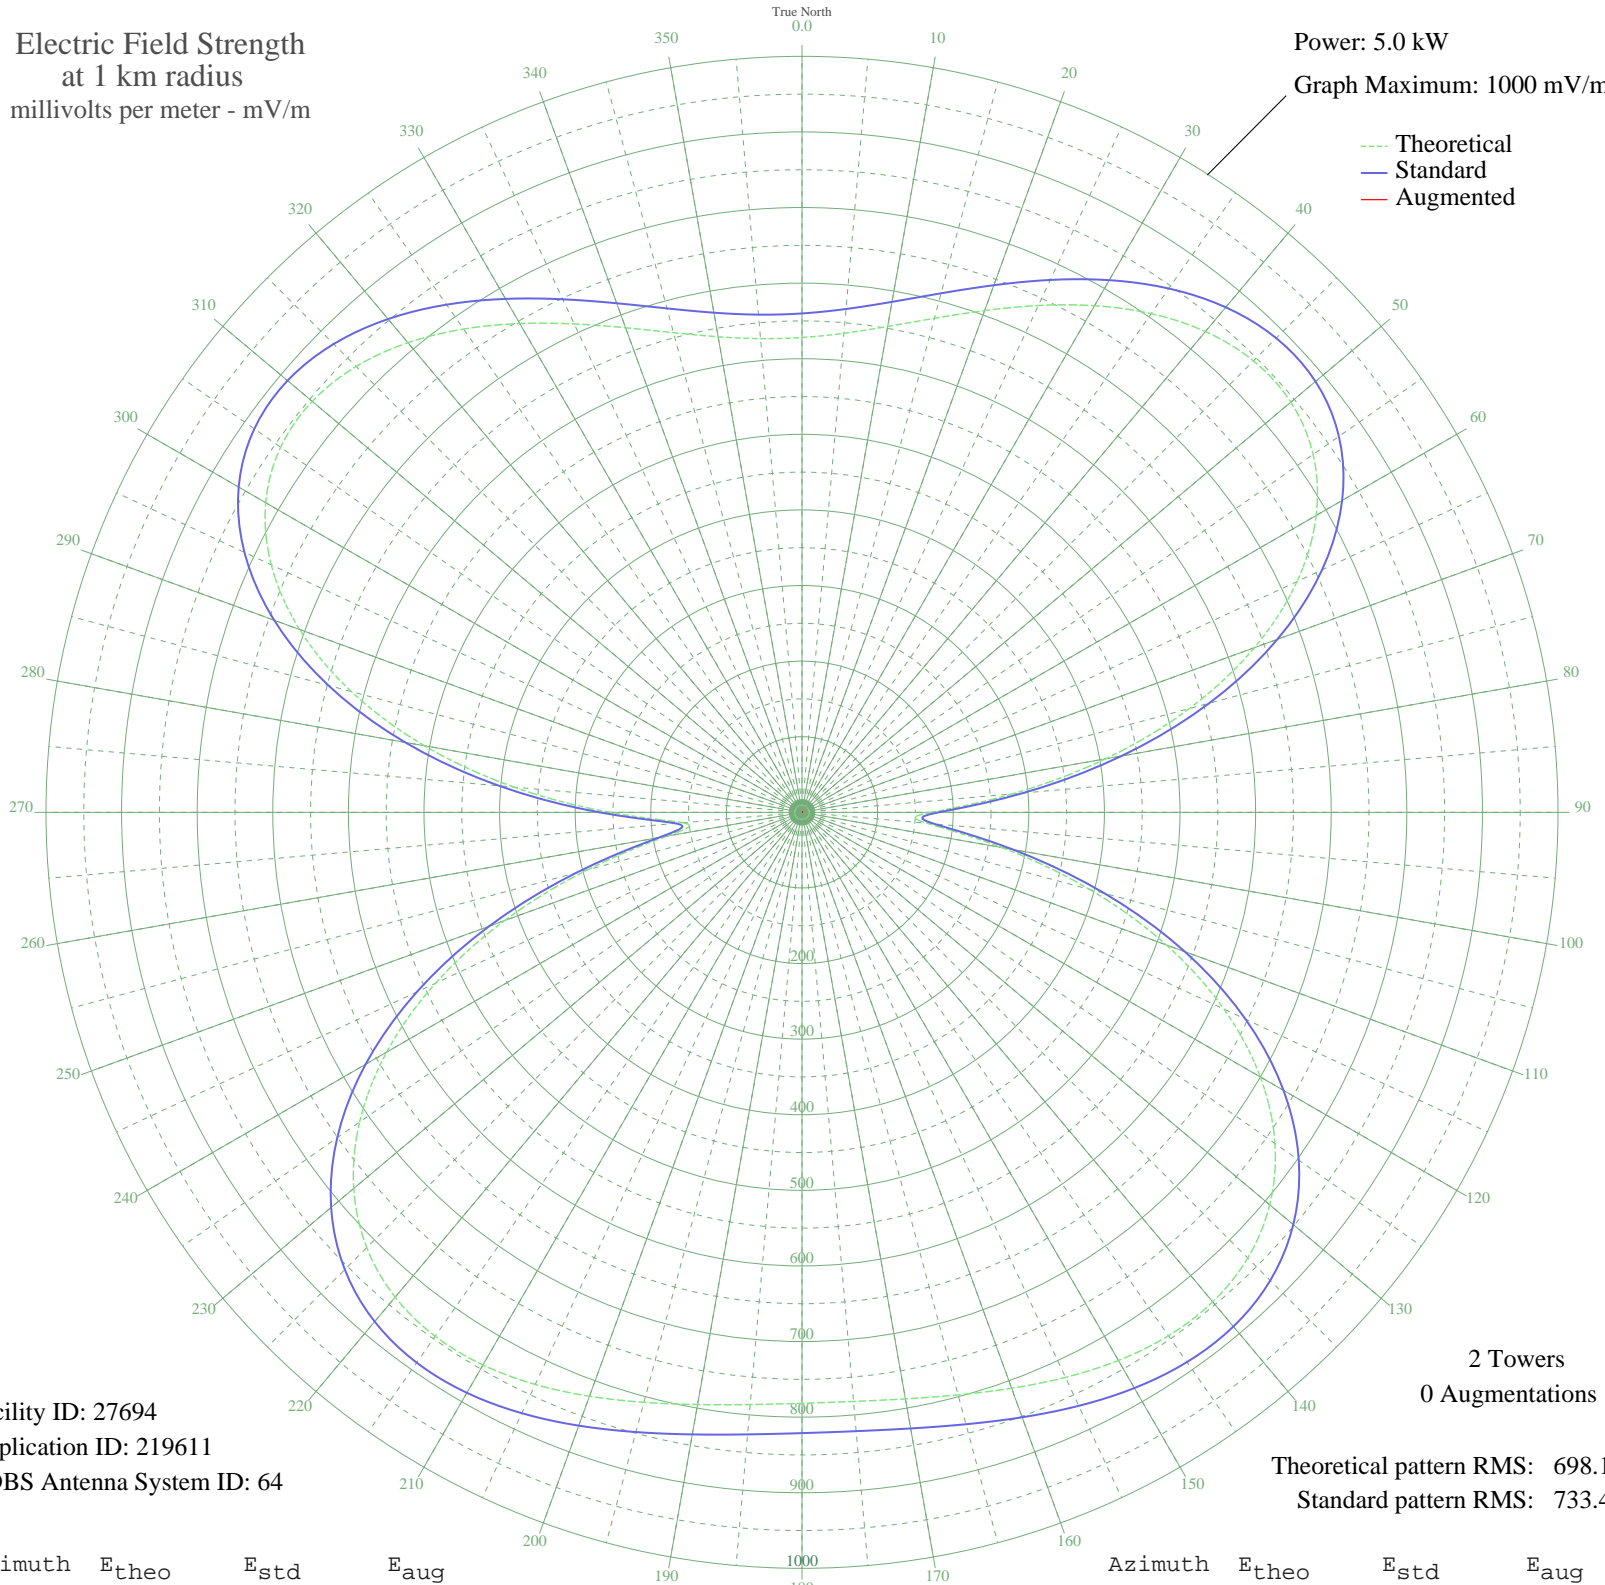 True North
0.0
Electric Field Strength
at 1 km radius
millivolts per meter - mV/m
Power: 5.0 kW
Graph Maximum: 1000 mV/m
Theoretical
Standard
Augmented
350
10
340
20
330
30
320
40
310
50
300
60
290
70
280
80
270
90
260
100
250
110
240
120
230
130
220
140
210
150
200
160
190
170
200
300
400
500
600
700
800
900
1000
2 Towers
0 Augmentations
cility ID: 27694
plication ID: 219611
DBS Antenna System ID: 64
Theoretical pattern RMS: 698.1
Standard pattern RMS: 733.4
imuth Etheo Estd Eaug
Azimuth Etheo Estd Eaug